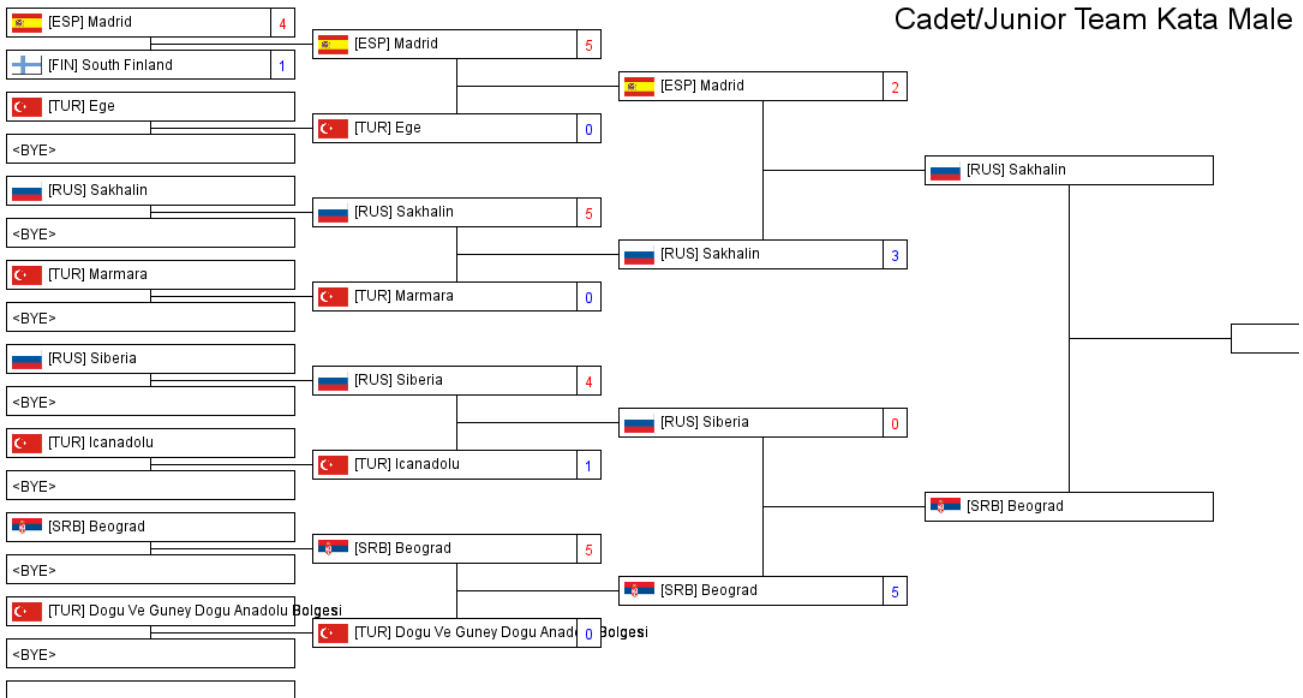 Cadet/Junior Team Kata Male
[ESP] Madrid 4
[FIN] South Finland 1
[TUR] Ege
<BYE>
[RUS] Sakhalin
<BYE>
[TUR] Marmara
<BYE>
[RUS] Siberia
<BYE>
[TUR] Icanadolu
<BYE>
[SRB] Beograd
<BYE>
[TUR] Dogu Ve Guney Dogu Anadolu Bolgesi
<BYE>
[ESP] Madrid 5
[TUR] Ege 0
[RUS] Sakhalin 5
[TUR] Marmara 0
[RUS] Siberia 4
[TUR] Icanadolu 1
[SRB] Beograd 5
[TUR] Dogu Ve Guney Dogu Anado 0 Bolgesi
[ESP] Madrid 2
[RUS] Sakhalin 3
[RUS] Siberia 0
[SRB] Beograd 5
[RUS] Sakhalin
[SRB] Beograd